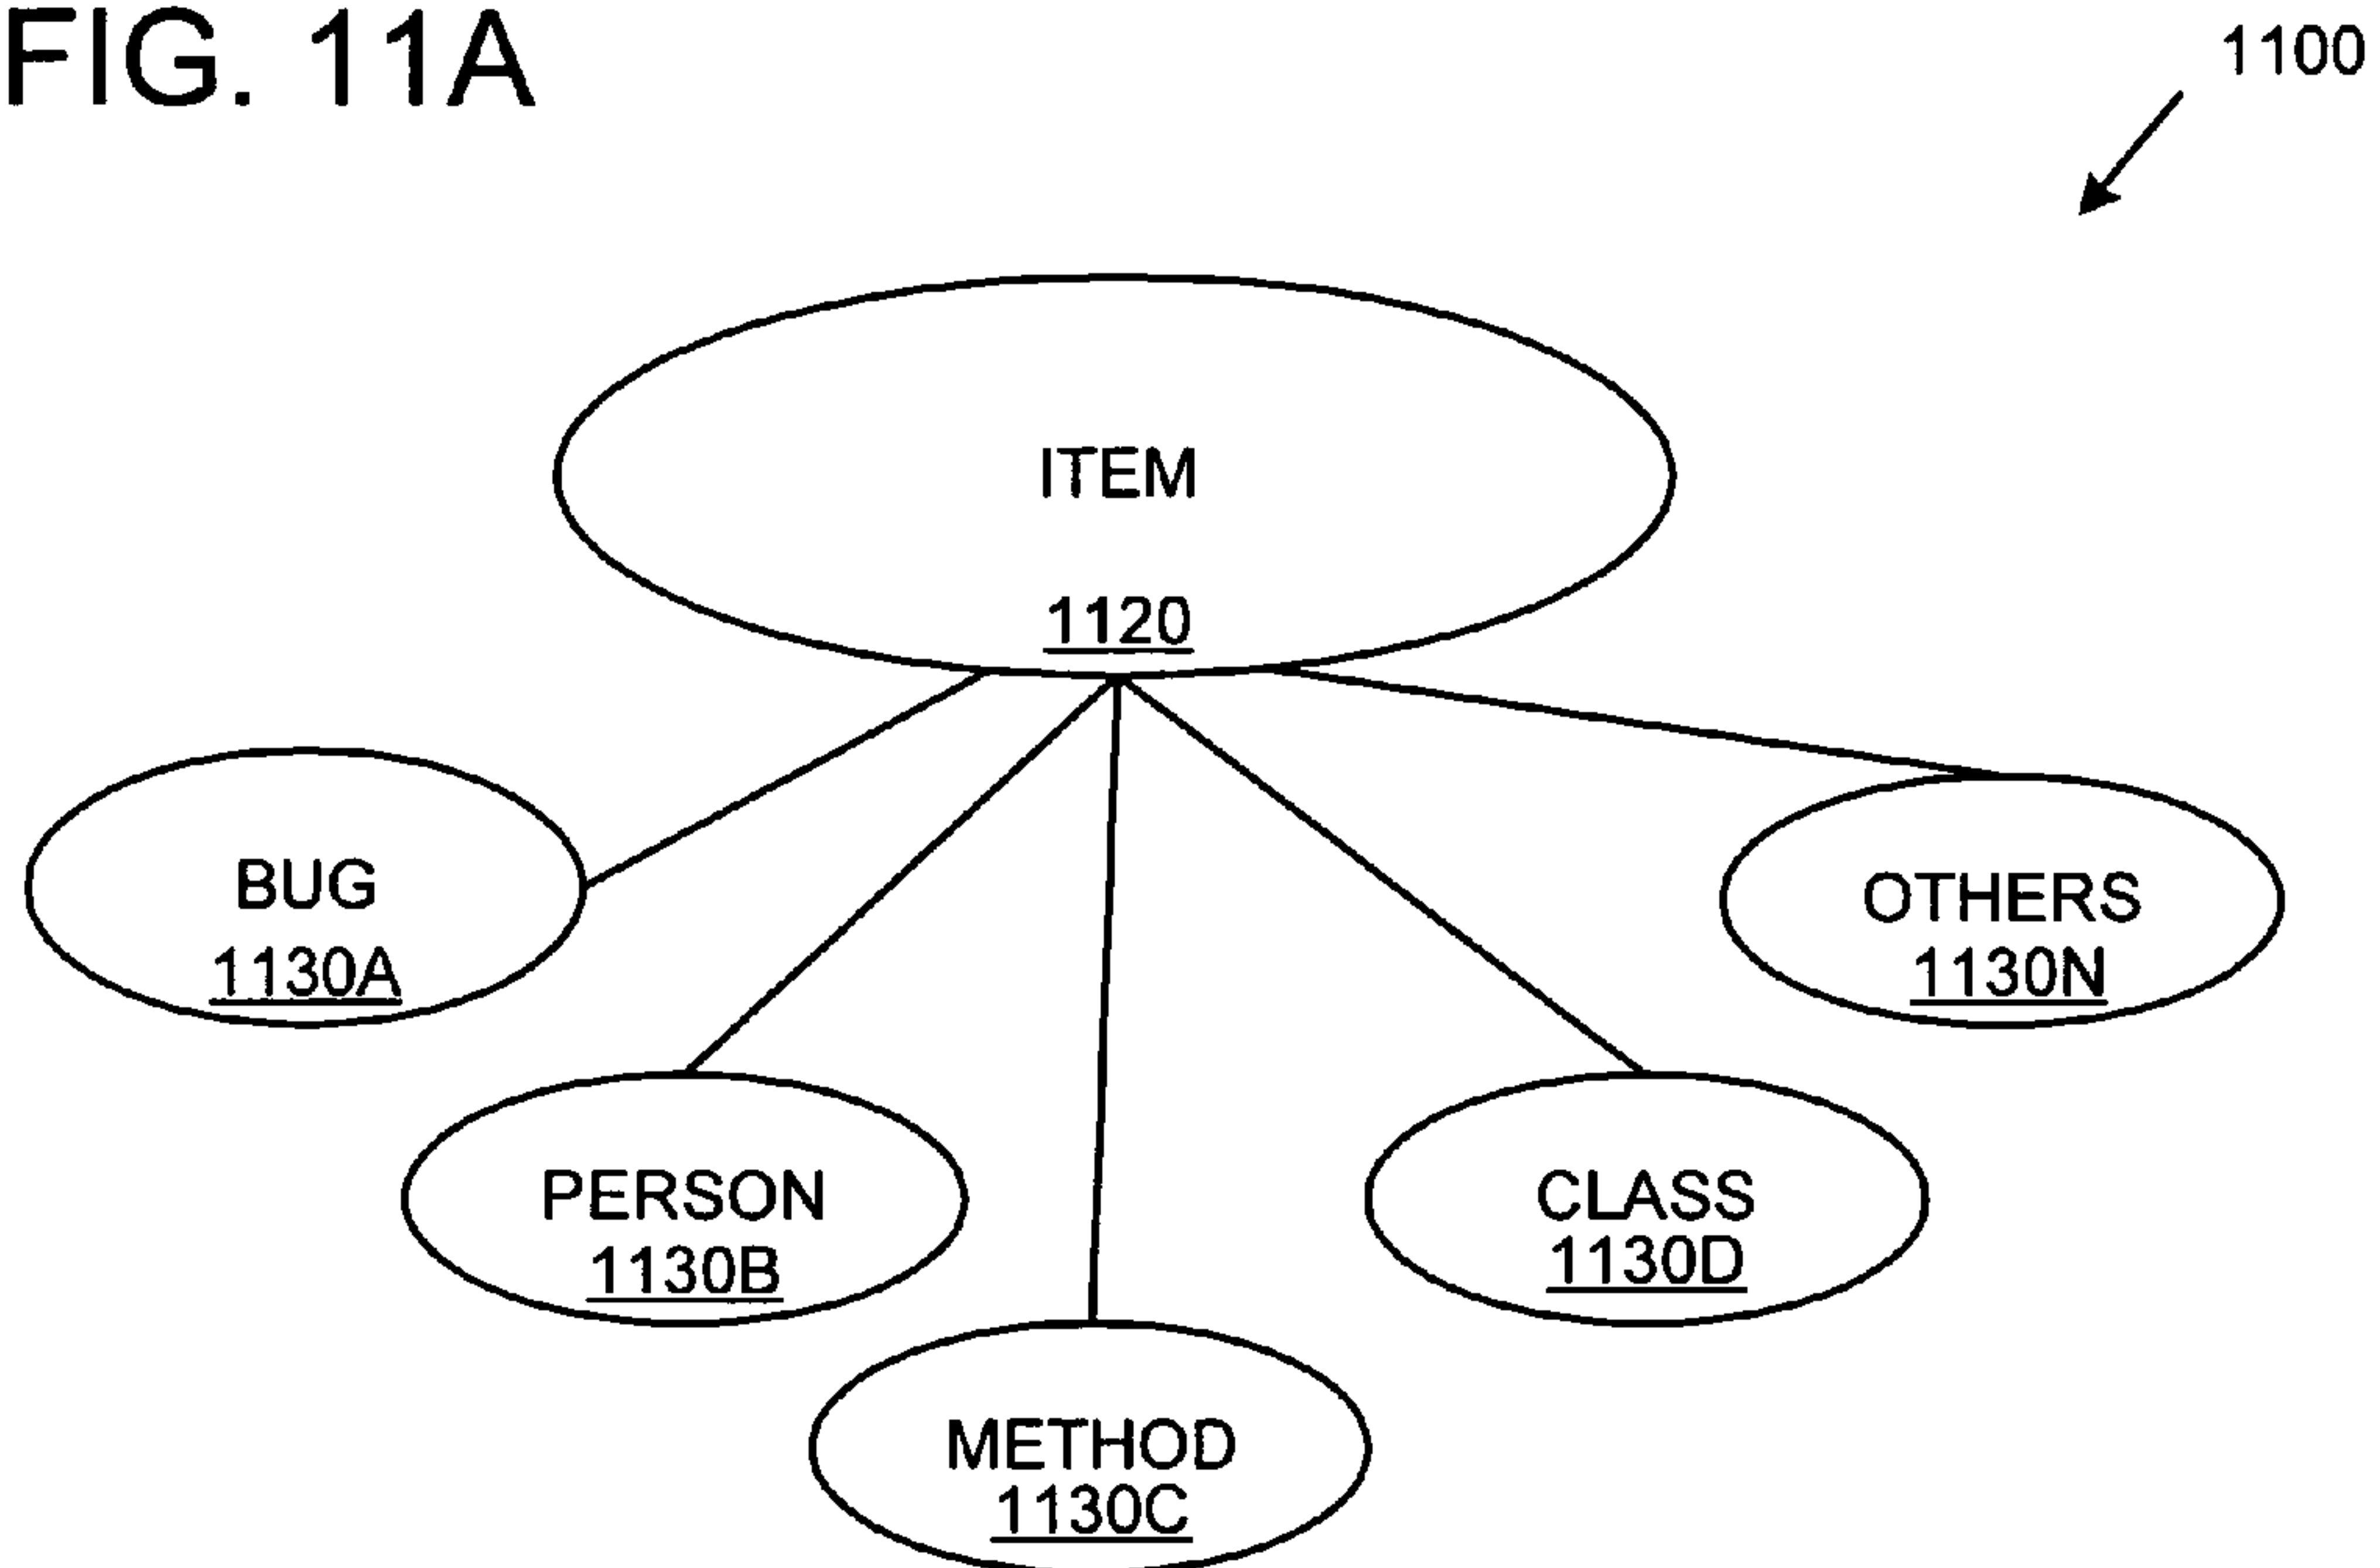 FIG. 11A
1100
ITEM
1120
BUG
1130A
OTHERS
1130N
PERSON
1130B
CLASS
1130D
METHOD
1130C